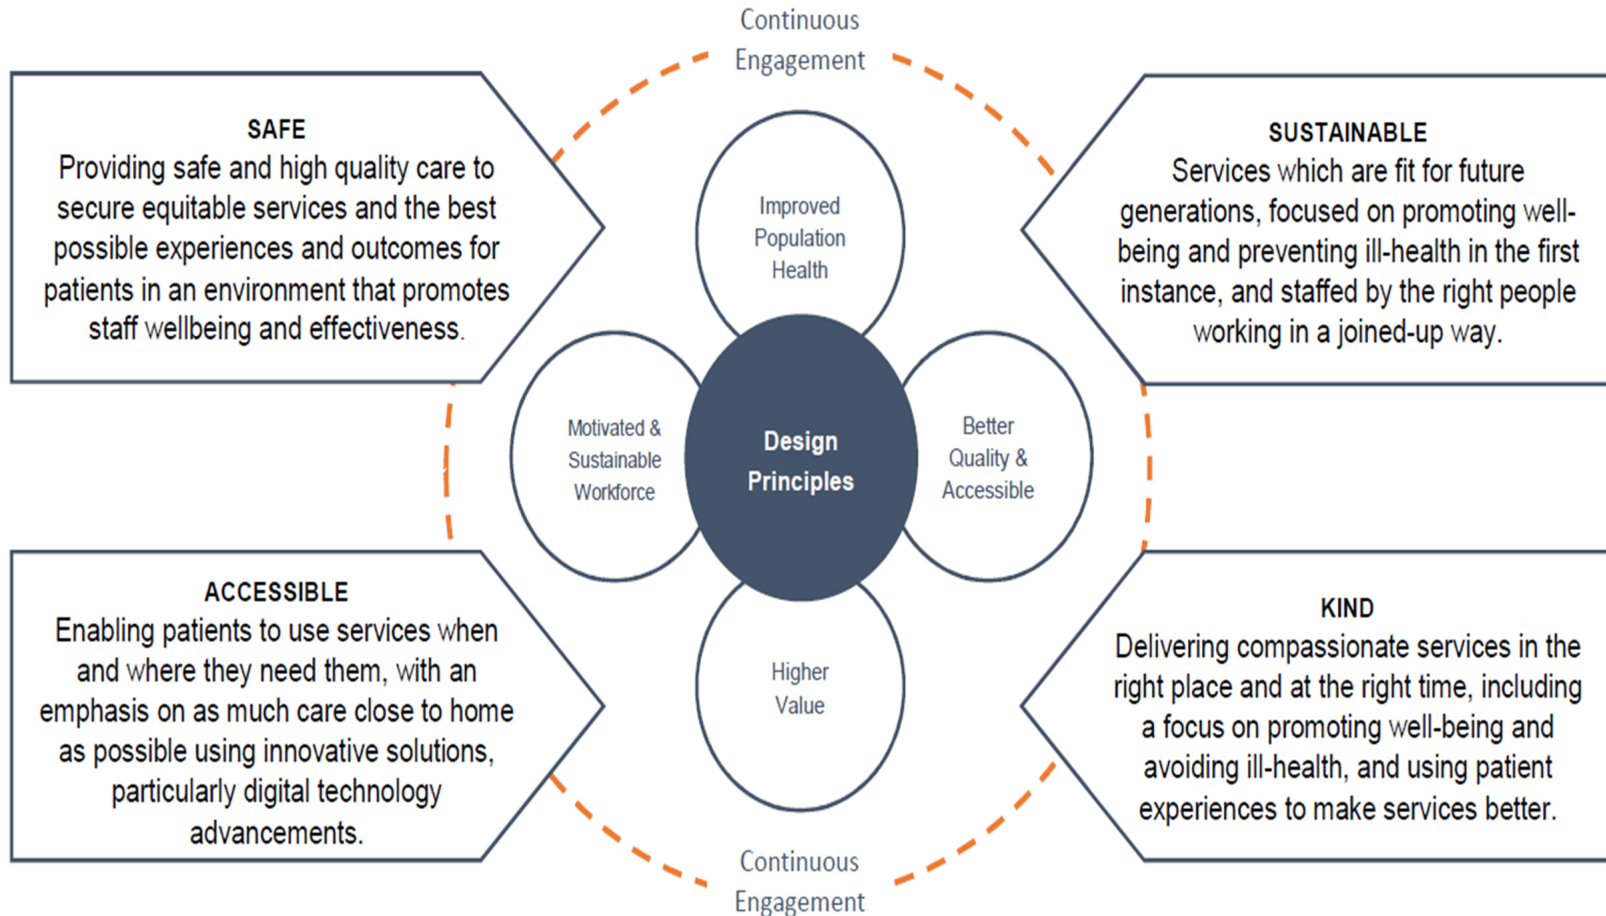 Continuous
Engagement
SAFE
Providing safe and high quality care to
secure equitable services and the best
possible experiences and outcomes for
patients in an environment that promotes
staff wellbeing and effectiveness.
SUSTAINABLE
Services which are fit for future
generations, focused on promoting well-
being and preventing ill-health in the first
instance, and staffed by the right people
working in a joined-up way.
Improved
Population
Health
Motivated &
Sustainable
Workforce
Design
Principles
Better
Quality &
Accessible
Higher
Value
ACCESSIBLE
Enabling patients to use services when
and where they need them, with an
emphasis on as much care close to home
as possible using innovative solutions,
particularly digital technology
advancements.
KIND
Delivering compassionate services in the
right place and at the right time, including
a focus on promoting well-being and
avoiding ill-health, and using patient
experiences to make services better.
Continuous
Engagement